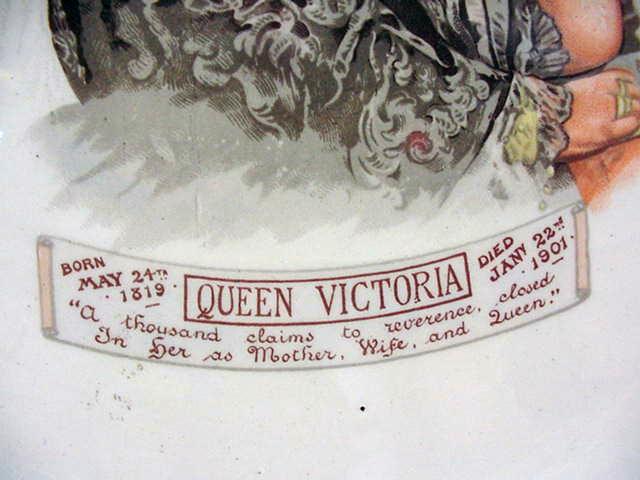 BORN
MAY 24TH
· 1819 ·
QUEEN VICTORIA
DIED
JANY 22ND
· 1901 ·
"A thousand claims to reverence, closed
In Her as Mother, Wife, and Queen."